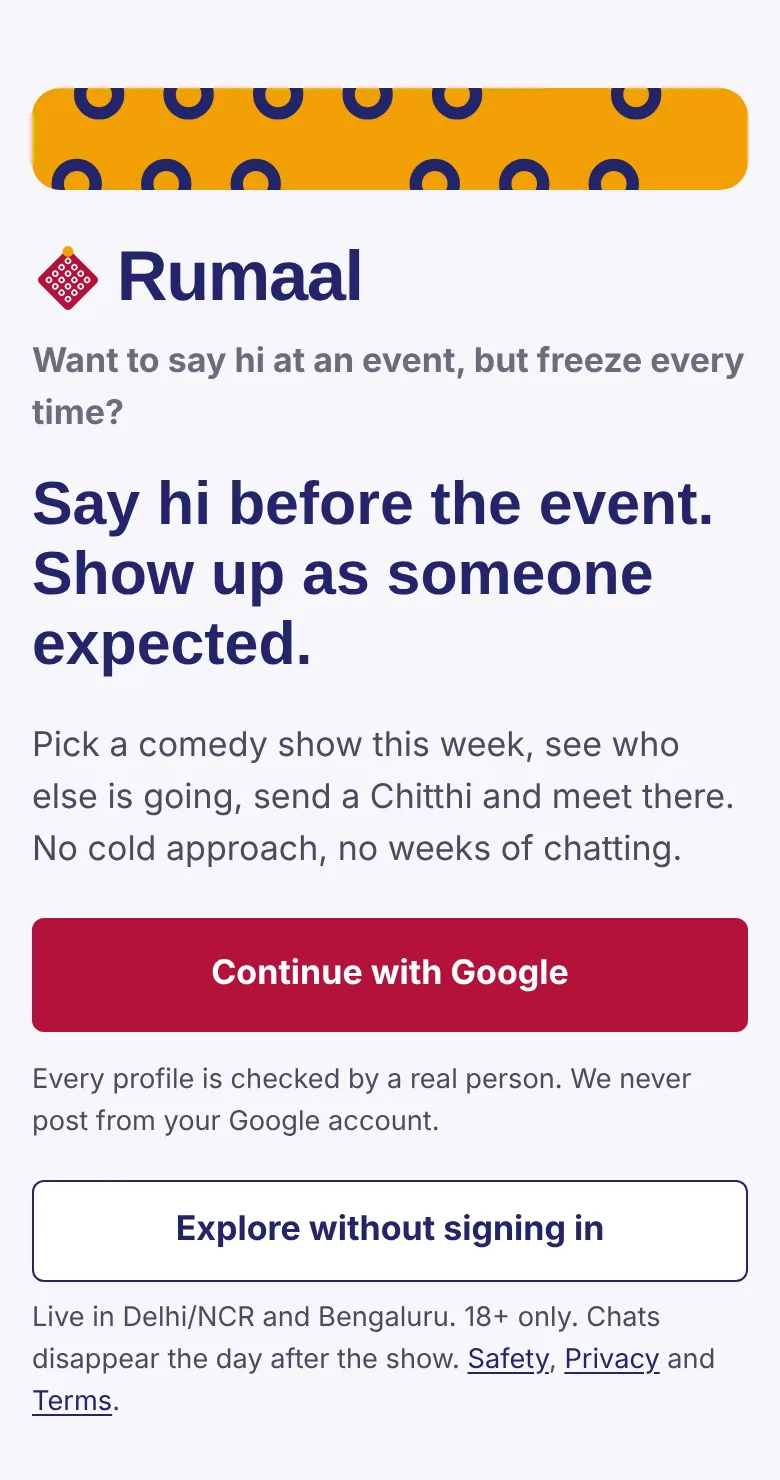 Rumaal
Want to say hi at an event, but freeze every
time?
Say hi before the event.
Show up as someone
expected.
Pick a comedy show this week, see who
else is going, send a Chitthi and meet there.
No cold approach, no weeks of chatting.
Continue with Google
Every profile is checked by a real person. We never
post from your Google account.
Explore without signing in
Live in Delhi/NCR and Bengaluru. 18+ only. Chats
disappear the day after the show. Safety, Privacy and
Terms.